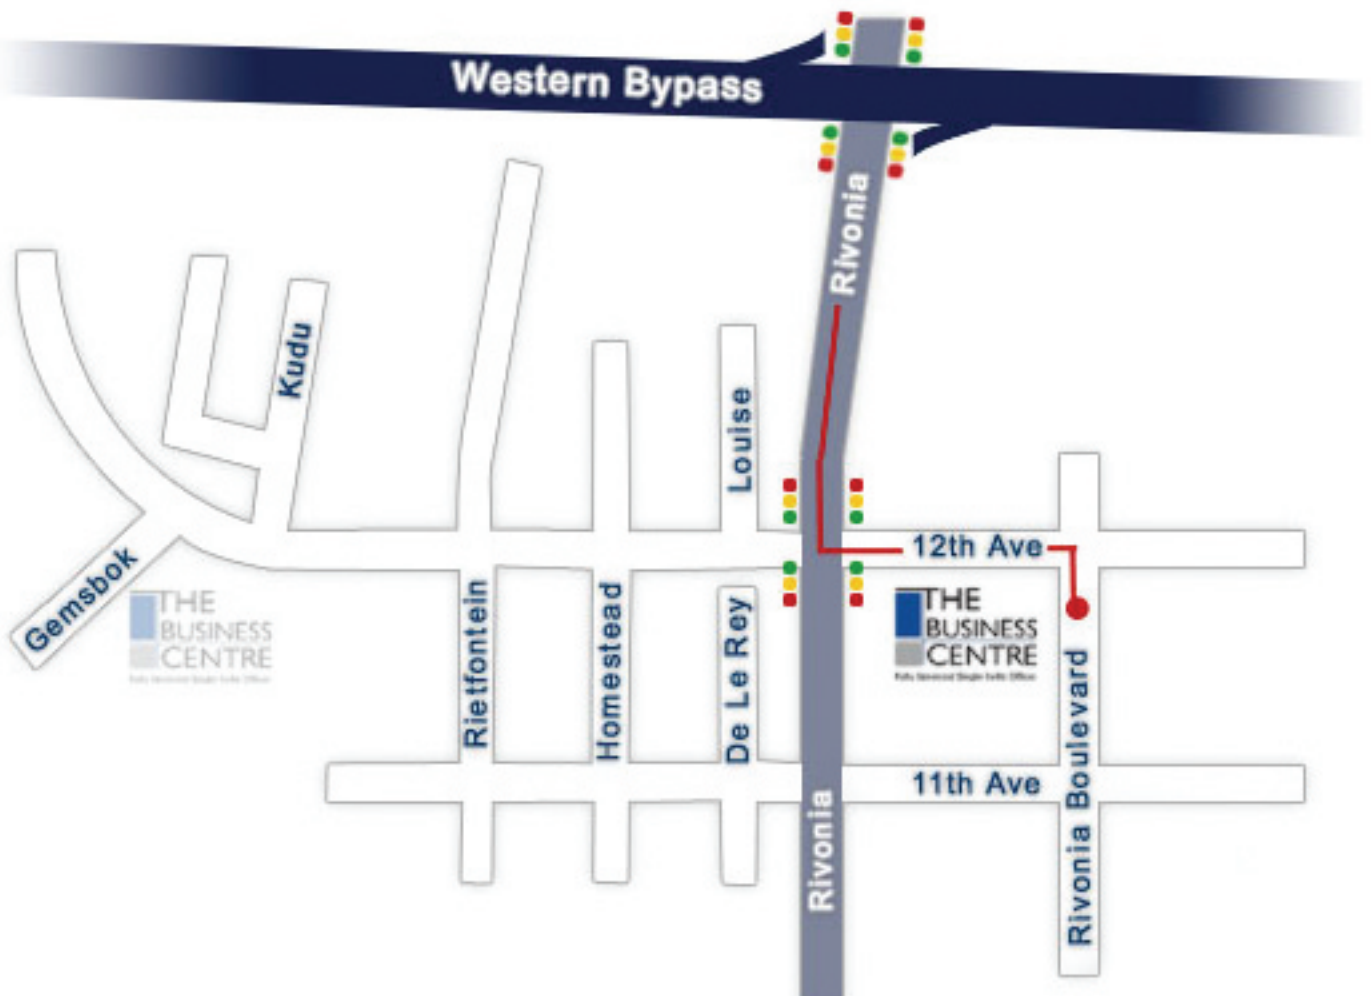 Western Bypass
Rivonia
Kudu
Louise
12th Ave
Gemsbok
THE
BUSINESS
CENTRE
Rietfontein
Homestead
De Le Rey
THE
BUSINESS
CENTRE
Rivonia Boulevard
11th Ave
Rivonia